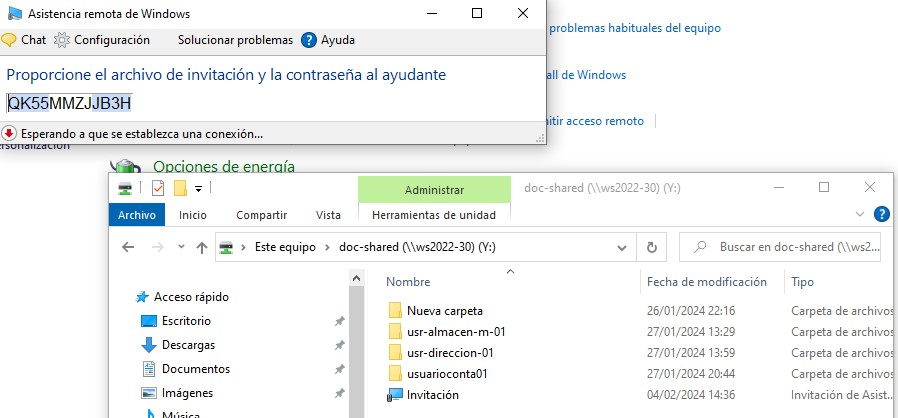 Asistencia remota de Windows
Chat Configuración Solucionar problemas Ayuda
Proporcione el archivo de invitación y la contraseña al ayudante
QK55MMZJJB3H
Esperando a que se establezca una conexión...
problemas habituales del equipo
all de Windows
itir acceso remoto
ersonalización
Opciones de energía
Administrar
doc-shared (\\ws2022-30) (Y:)
Archivo Inicio Compartir Vista Herramientas de unidad
Este equipo doc-shared (\\ws2022-30) (Y:)
Buscar en doc-shared (\\ws2...
Nombre Fecha de modificación Tipo
Acceso rápido
Escritorio
Descargas
Documentos
Imágenes
Música
Nueva carpeta 26/01/2024 22:16 Carpeta de archivos
usr-almacen-m-01 27/01/2024 13:29 Carpeta de archivos
usr-direccion-01 27/01/2024 13:59 Carpeta de archivos
usuarioconta01 27/01/2024 20:44 Carpeta de archivos
Invitación 04/02/2024 14:36 Invitación de Asist...